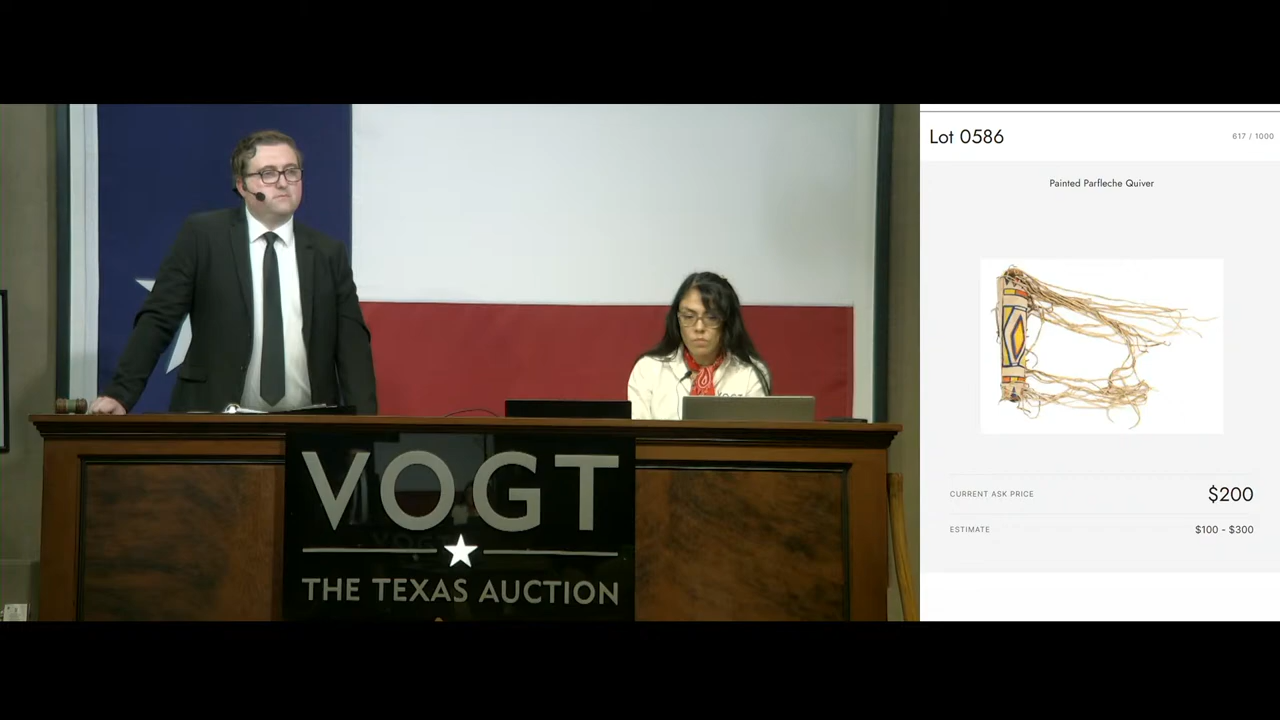 Lot 0586
617 / 1000
Painted Parfleche Quiver
CURRENT ASK PRICE
$200
ESTIMATE
$100 - $300
VOGT
THE TEXAS AUCTION